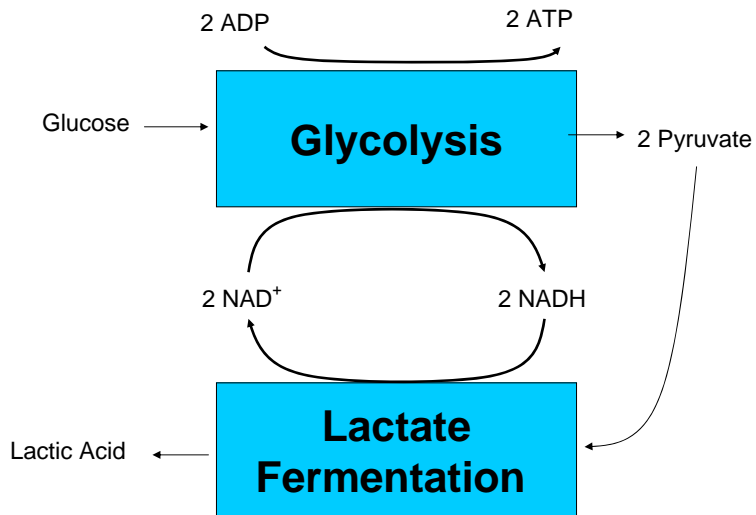 2 ADP
2 ATP
Glucose
Glycolysis
2 Pyruvate
2 NAD⁺
2 NADH
Lactate
Fermentation
Lactic Acid